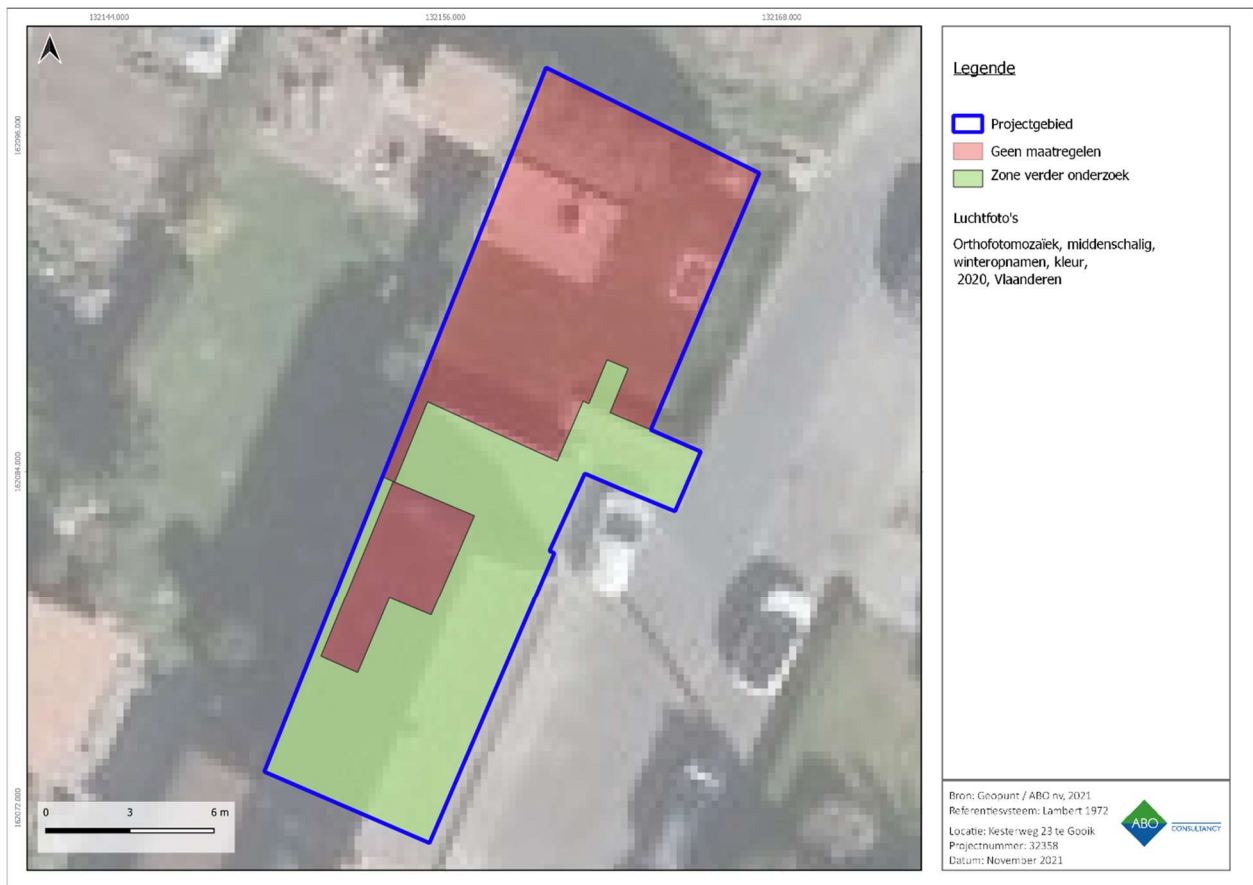 132144.000
132156.000
132168.000
162096.000
162084.000
162072.000
0 3 6 m
Legende
Projectgebied
Geen maatregelen
Zone verder onderzoek
Luchtfoto's
Orthofotomozaïek, middenschalig,
winteropnamen, kleur,
2020, Vlaanderen
Bron: Geopunt / ABO nv, 2021
Referentiesysteem: Lambert 1972
Locatie: Kesterweg 23 te Gooik
Projectnummer: 32358
Datum: November 2021
ABO CONSULTANCY